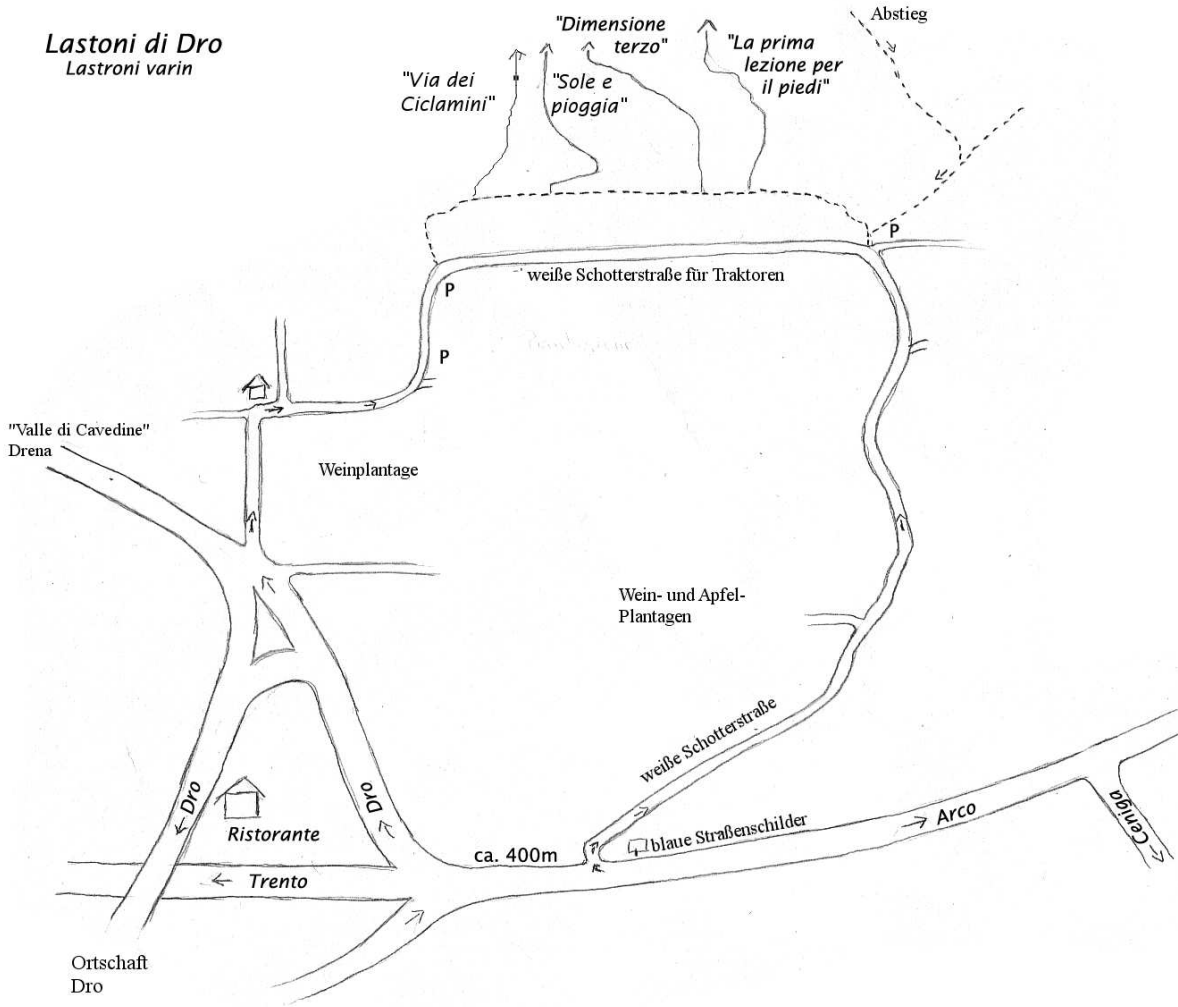 Lastoni di Dro
Lastroni varin
"Via dei
Ciclamini"
"Sole e
pioggia"
"Dimensione
terzo"
"La prima
lezione per
il piedi"
Abstieg
P
weiße Schotterstraße für Traktoren
P
P
"Valle di Cavedine"
Drena
Weinplantage
Wein- und Apfel-
Plantagen
weiße Schotterstraße
blaue Straßenschilder
Arco
Ceniga
Dro
Dro
Ristorante
ca. 400m
Trento
Ortschaft
Dro